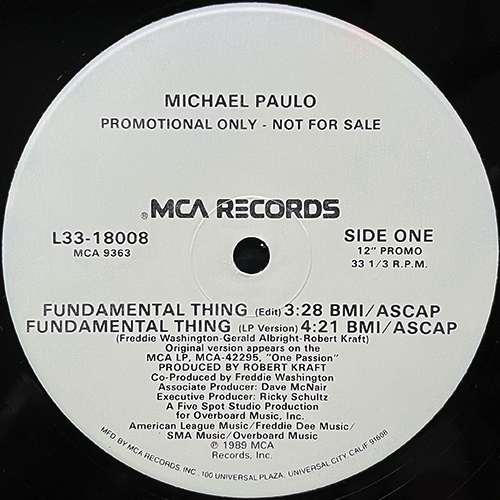 MICHAEL PAULO
PROMOTIONAL ONLY - NOT FOR SALE
® MCA RECORDS
L33-18008
MCA 9363
SIDE ONE
12" PROMO
33 1/3 R.P.M.
FUNDAMENTAL THING (Edit) 3:28 BMI/ASCAP
FUNDAMENTAL THING (LP Version) 4:21 BMI/ASCAP
(Freddie Washington-Gerald Albright-Robert Kraft)
Original version appears on the
MCA LP, MCA-42295, "One Passion"
PRODUCED BY ROBERT KRAFT
Co-Produced by Freddie Washington
Associate Producer: Dave McNair
Executive Producer: Ricky Schultz
A Five Spot Studio Production
for Overboard Music, Inc.
American League Music/Freddie Dee Music/
SMA Music/Overboard Music
℗ 1989 MCA
Records, Inc.
MFD BY MCA RECORDS, INC. 100 UNIVERSAL PLAZA, UNIVERSAL CITY, CALIF 91608